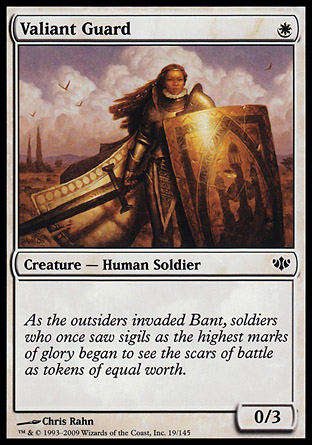 Valiant Guard
Creature — Human Soldier
As the outsiders invaded Bant, soldiers
who once saw sigils as the highest marks
of glory began to see the scars of battle
as tokens of equal worth.
Chris Rahn
™ & © 1993–2009 Wizards of the Coast, Inc. 19/145
0/3